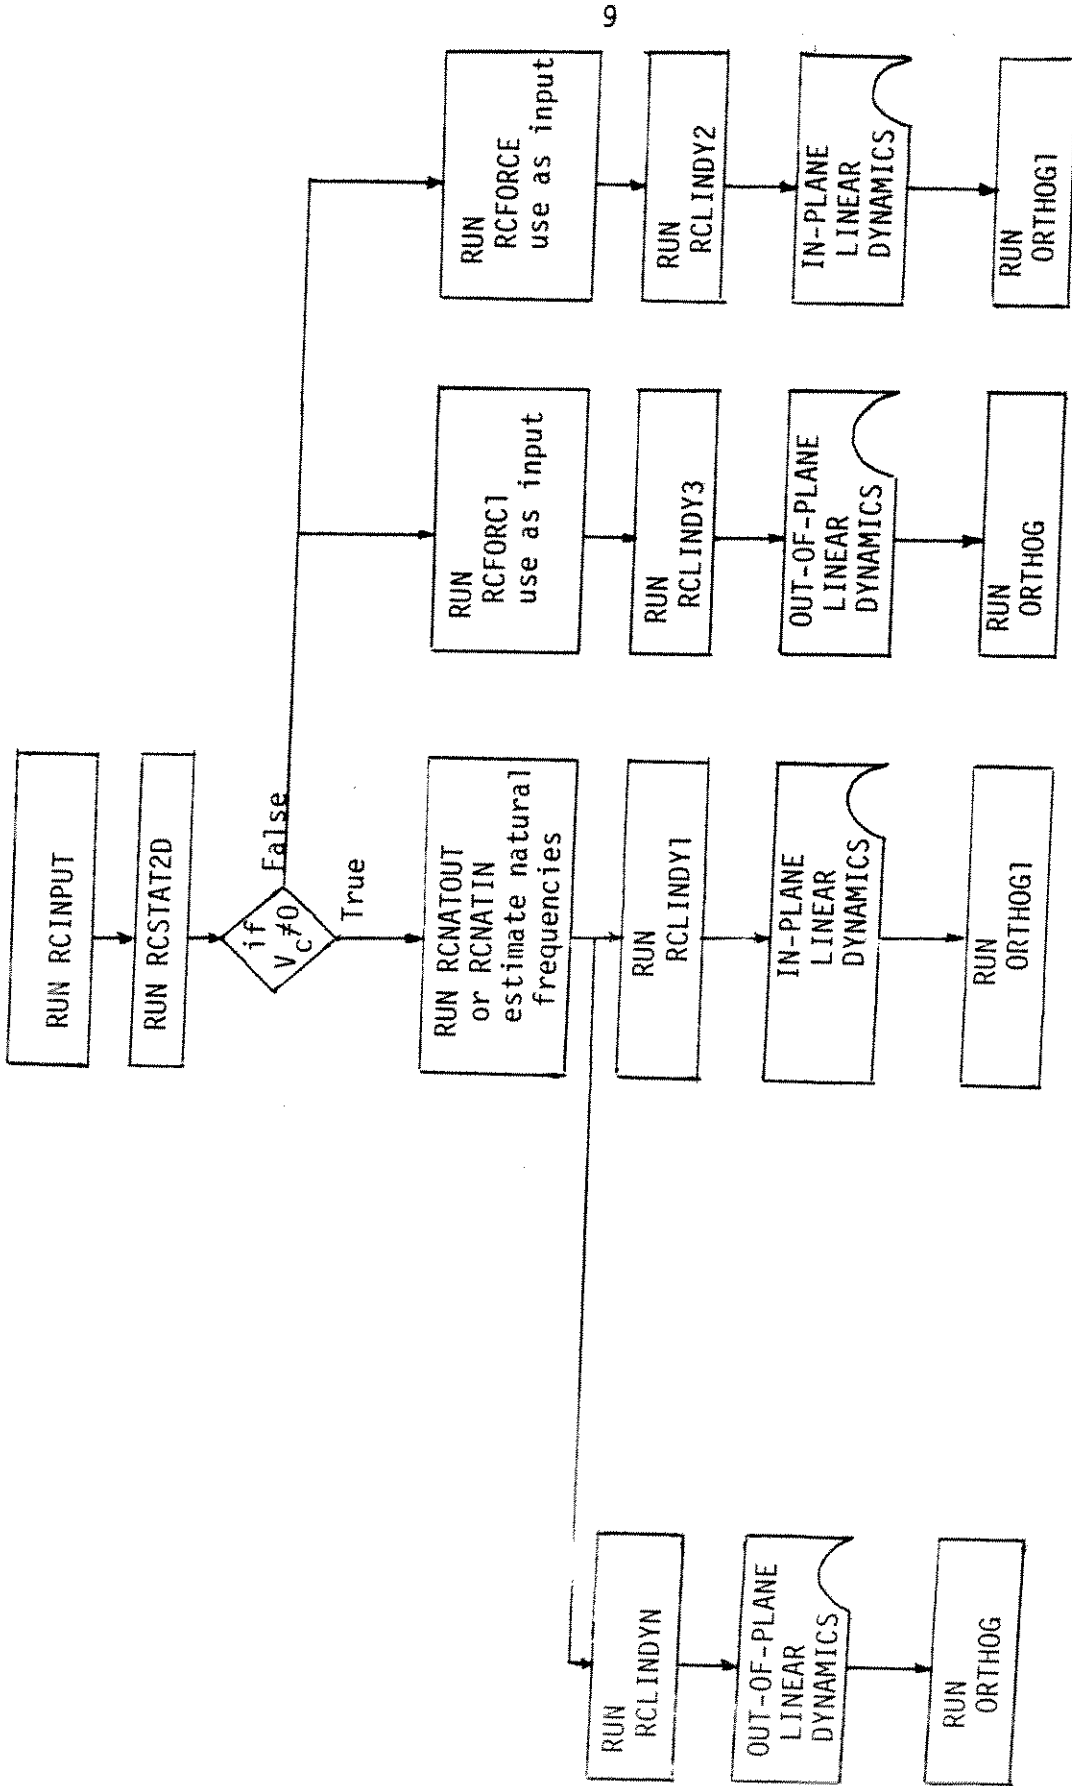 9
RUN RCINPUT
RUN RCSTAT2D
if
Vc≠0
False
True
RUN RCNATOUT
or RCNATIN
estimate natural
frequencies
RUN
RCLINDYN
OUT-OF-PLANE
LINEAR
DYNAMICS
RUN
ORTHOG
RUN
RCLINDY1
IN-PLANE
LINEAR
DYNAMICS
RUN
ORTHOG1
RUN
RCFORC1
use as input
RUN
RCLINDY3
OUT-OF-PLANE
LINEAR
DYNAMICS
RUN
ORTHOG
RUN
RCFORCE
use as input
RUN
RCLINDY2
IN-PLANE
LINEAR
DYNAMICS
RUN
ORTHOG1